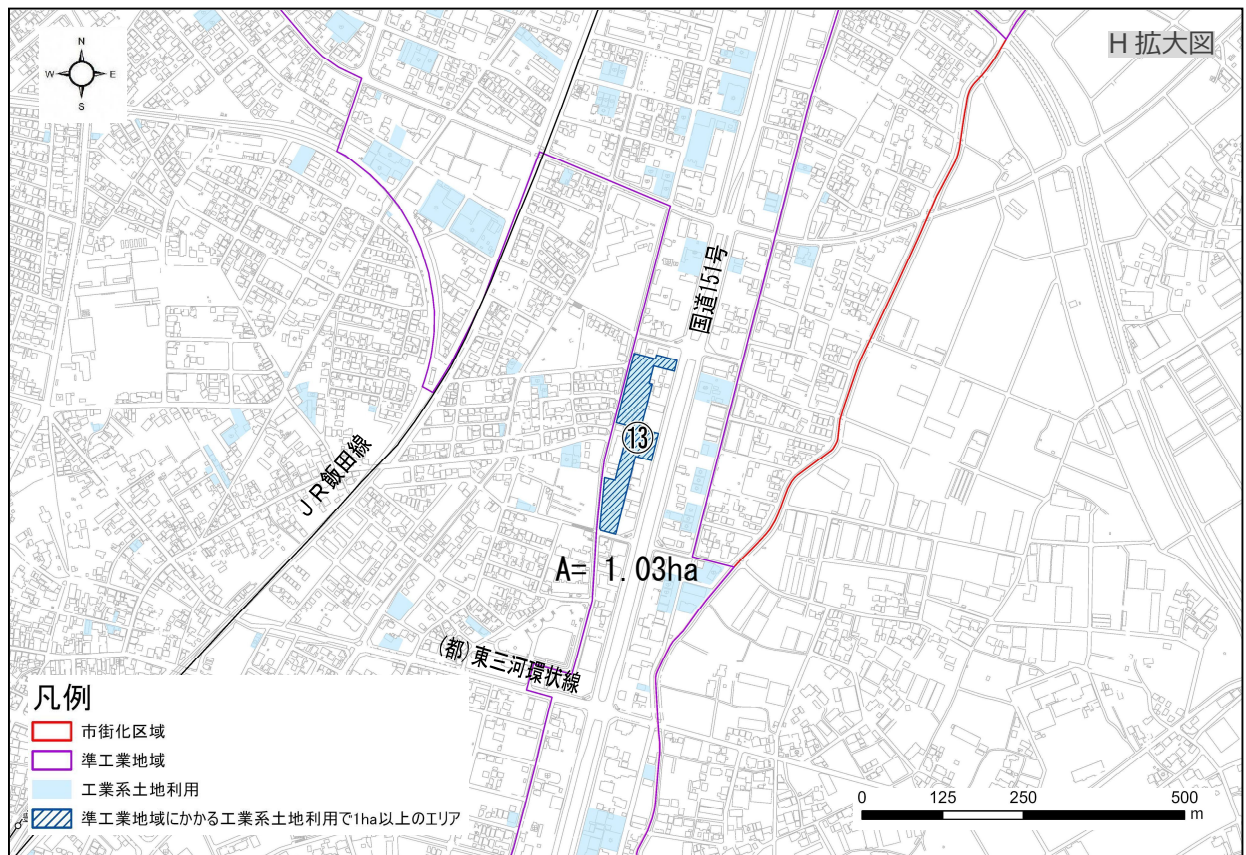 H 拡大図
N
W E
S
国道151号
⑬
JR飯田線
A= 1.03ha
(都)東三河環状線
凡例
市街化区域
準工業地域
工業系土地利用
準工業地域にかかる工業系土地利用で1ha以上のエリア
0 125 250 500
m